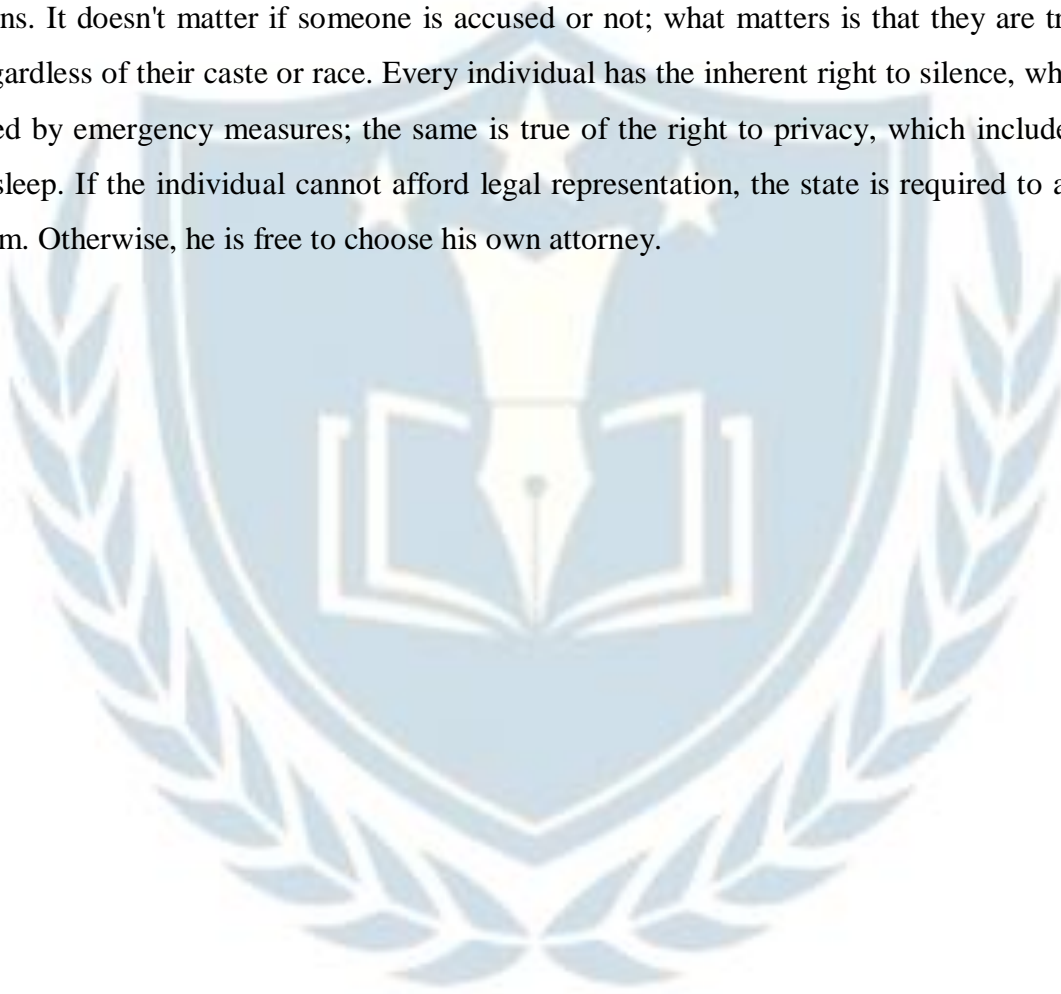 ns. It doesn't matter if someone is accused or not; what matters is that they are tr
gardless of their caste or race. Every individual has the inherent right to silence, wh
ed by emergency measures; the same is true of the right to privacy, which include
sleep. If the individual cannot afford legal representation, the state is required to a
m. Otherwise, he is free to choose his own attorney.